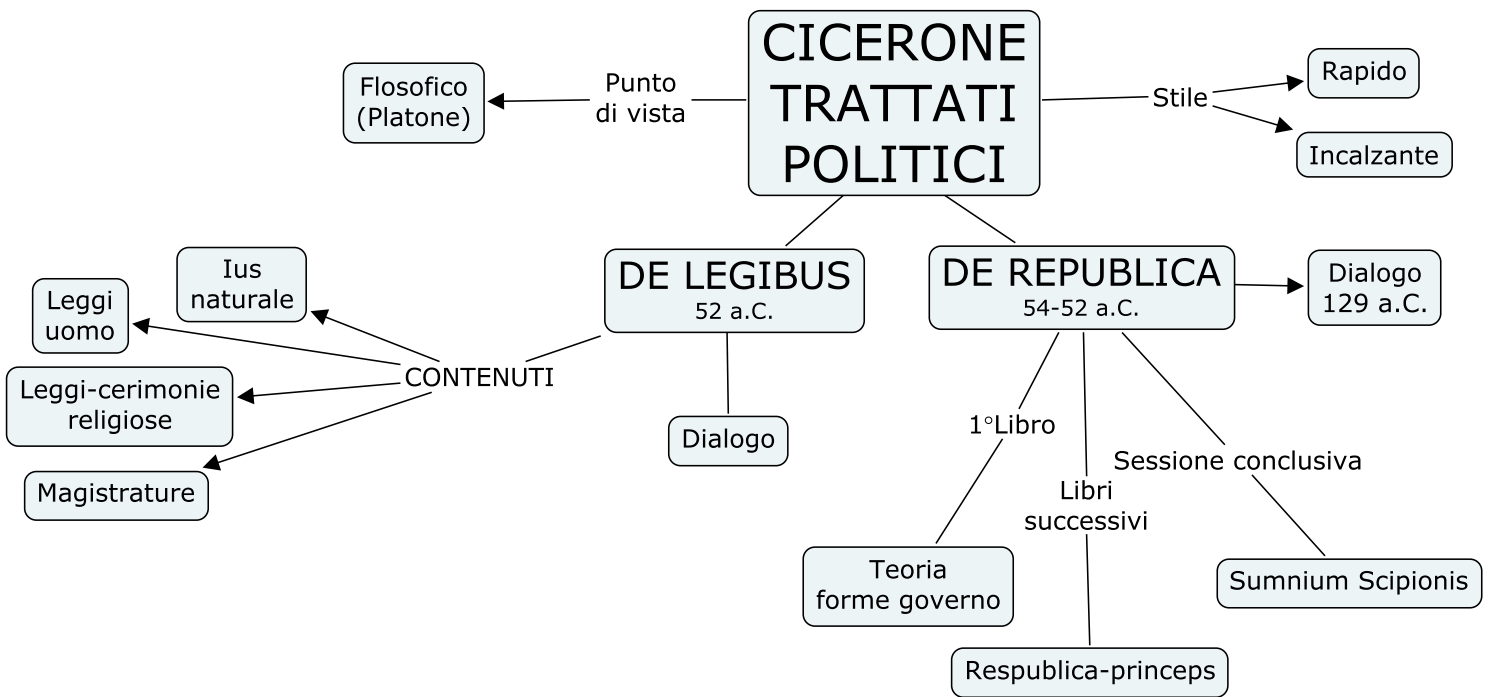 CICERONE
TRATTATI
POLITICI
Punto
di vista
Flosofico
(Platone)
Stile
Rapido
Incalzante
DE LEGIBUS
52 a.C.
CONTENUTI
Ius
naturale
Leggi
uomo
Leggi-cerimonie
religiose
Magistrature
Dialogo
DE REPUBLICA
54-52 a.C.
Dialogo
129 a.C.
1°Libro
Teoria
forme governo
Libri
successivi
Respublica-princeps
Sessione conclusiva
Sumnium Scipionis